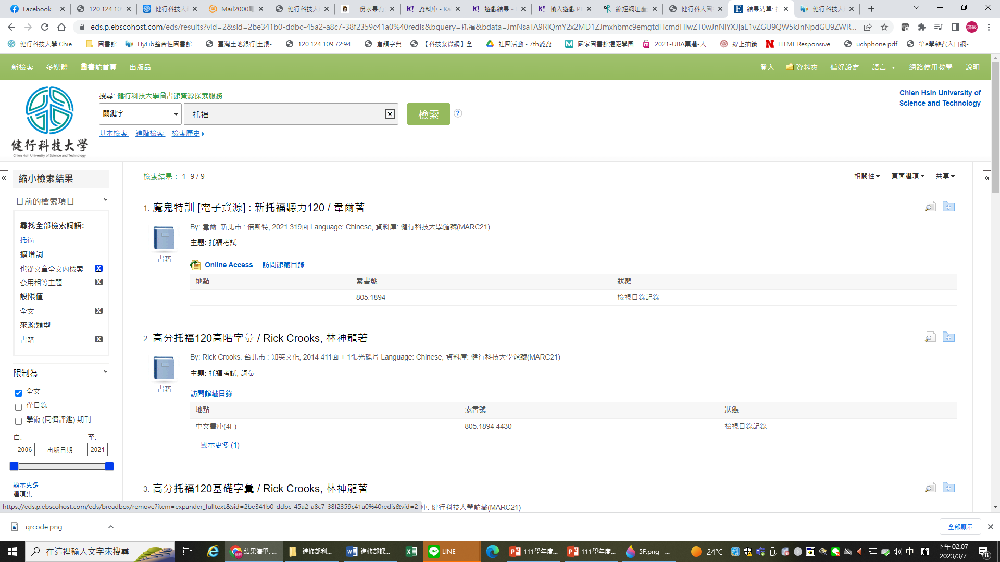 Facebook
120.124.10
健行科技大
Mail2000電
健行科技大
一份水果有
K! 資料庫 - Ka
K! 遊戲結果 -
K! 輸入遊戲 PI
縮短網址產
健行科大圖
結果清單: 托
健行科技大
eds.p.ebscohost.com/eds/results?vid=2&sid=2be341b0-ddbc-45a2-a8c7-38f2359c41a0%40redis&bquery=托福&bdata=JmNsaTA9RlQmY2x2MD1ZJmxhbmc9emgtdHcmdHlwZT0wJnNlYXJjaE1vZGU9QW5kJnNpdGU9ZWR...
飾辰
健行科技大學 Chie...
圖書館
HyLib整合性圖書館...
臺灣土地銀行|土銀-...
120.124.109.72:94...
倉頡字典
【科技紫微網】全...
社團活動 - 7th愛資...
國家圖書館遠距學園
2021-UBA票選-人...
線上抽籤
HTML Responsive...
uchphone.pdf
第e學雜費入口網-...
新檢索 多媒體 圖書館首頁 出版品
登入 資料夾 偏好設定 語言 網路使用教學 說明
健行科技大學
Chien Hsin University of Science and Technology
搜尋: 健行科技大學圖書館資源探索服務
關鍵字
托福
檢索
?
基本檢索 進階檢索 檢索歷史
Chien Hsin University of
Science and Technology
縮小檢索結果
目前的檢索項目
尋找全部檢索詞語:
托福
擴增詞
也從文章全文內檢索 X
套用相等主題 X
設限值
全文 X
來源類型
書籍 X
限制為
全文
僅目錄
學術 (同儕評鑑) 期刊
自: 至:
2006 出版日期 2021
顯示更多
選項集
檢索結果： 1- 9 / 9
相關性 頁面選項 共享
1. 魔鬼特訓 [電子資源] : 新托福聽力120 / 韋爾著
By: 韋爾. 新北市 : 倍斯特, 2021 319面 Language: Chinese, 資料庫: 健行科技大學館藏(MARC21)
主題: 托福考試
書籍
Online Access 訪問館藏目錄
地點 索書號 狀態
805.1894 檢視目錄記錄
2. 高分托福120高階字彙 / Rick Crooks, 林神龍著
By: Rick Crooks. 台北市 : 知英文化, 2014 411面 + 1張光碟片 Language: Chinese, 資料庫: 健行科技大學館藏(MARC21)
主題: 托福考試; 詞彙
書籍
訪問館藏目錄
地點 索書號 狀態
中文書庫(4F) 805.1894 4430 檢視目錄記錄
顯示更多 (1)
3. 高分托福120基礎字彙 / Rick Crooks, 林神龍著
庫: 健行科技大學館藏(MARC21)
https://eds.p.ebscohost.com/eds/breadbox/remove?item=expander_fulltext&sid=2be341b0-ddbc-45a2-a8c7-38f2359c41a0%40redis&vid=2
qrcode.png
全部顯示
在這裡輸入文字來搜尋
結果清單: ...
進修部利...
進修部課...
LINE
111學年度...
111學年度...
5F.png - ...
24°C
中
倉
下午 02:07
2023/3/7
8